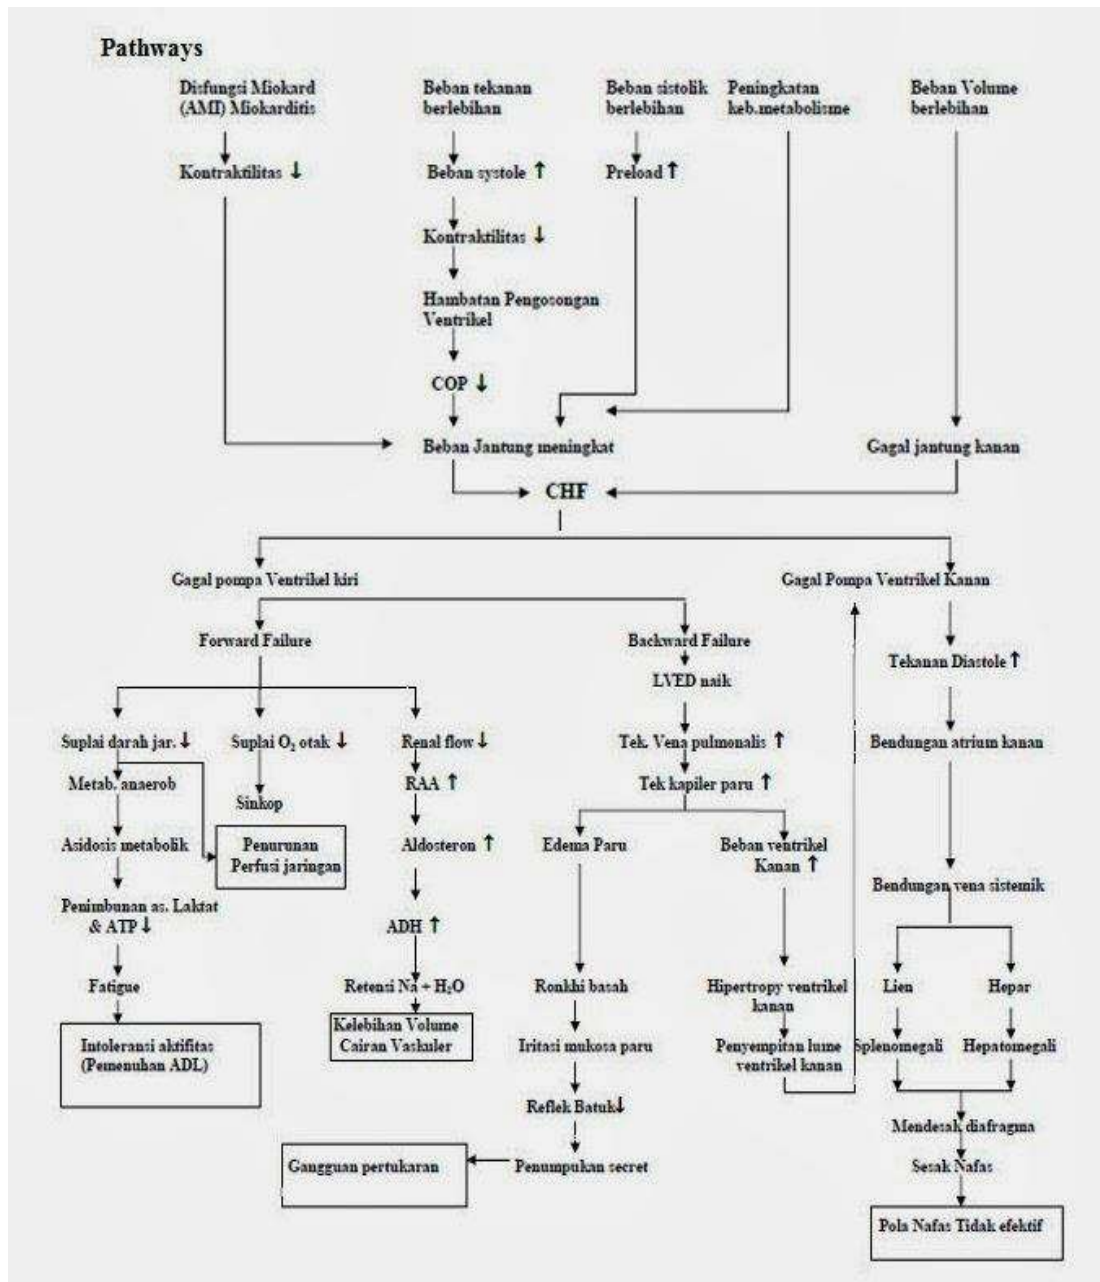 Pathways
Disfungsi Miokard
(AMI) Miokarditis
Beban tekanan
berlebihan
Beban sistolik
berlebihan
Peningkatan
keb.metabolisme
Beban Volume
berlebihan
Kontraktilitas ↓
Beban systole ↑
Preload ↑
Kontraktilitas ↓
Hambatan Pengosongan
Ventrikel
COP ↓
Beban Jantung meningkat
Gagal jantung kanan
CHF
Gagal pompa Ventrikel kiri
Gagal Pompa Ventrikel Kanan
Forward Failure
Backward Failure
Tekanan Diastole ↑
LVED naik
Suplai darah jar. ↓
Suplai O₂ otak ↓
Renal flow ↓
Tek. Vena pulmonalis ↑
Bendungan atrium kanan
Metab. anaerob
Sinkop
RAA ↑
Tek kapiler paru ↑
Asidosis metabolik
Penurunan
Perfusi jaringan
Aldosteron ↑
Edema Paru
Beban ventrikel
Kanan ↑
Bendungan vena sistemik
Penimbunan as. Laktat
& ATP ↓
ADH ↑
Fatigue
Retensi Na + H₂O
Ronkhi basah
Hipertropy ventrikel
kanan
Lien
Hepar
Intoleransi aktifitas
(Pemenuhan ADL)
Kelebihan Volume
Cairan Vaskuler
Iritasi mukosa paru
Penyempitan lume
ventrikel kanan
Splenomegali
Hepatomegali
Reflek Batuk ↓
Mendesak diafragma
Gangguan pertukaran
Penumpukan secret
Sesak Nafas
Pola Nafas Tidak efektif